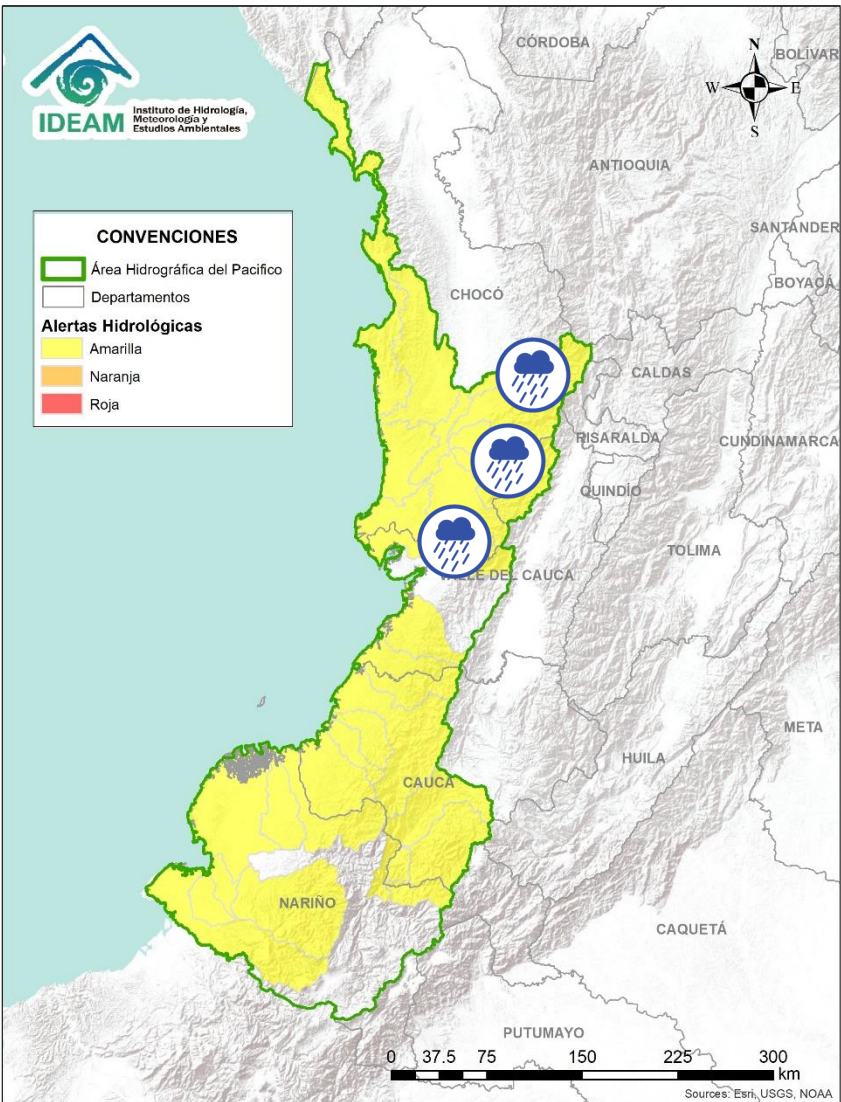 CÓRDOBA
BOLÍVAR
N
W E
S
IDEAM
Instituto de Hidrología,
Meteorología y
Estudios Ambientales
ANTIOQUIA
SANTANDER
BOYACÁ
CONVENCIONES
Área Hidrográfica del Pacifico
Departamentos
Alertas Hidrológicas
Amarilla
Naranja
Roja
CHOCÓ
CALDAS
RISARALDA
CUNDINAMARCA
QUINDÍO
TOLIMA
VALLE DEL CAUCA
META
HUILA
CAUCA
NARIÑO
CAQUETÁ
PUTUMAYO
0 37.5 75 150 225 300
km
Sources: Esri, USGS, NOAA